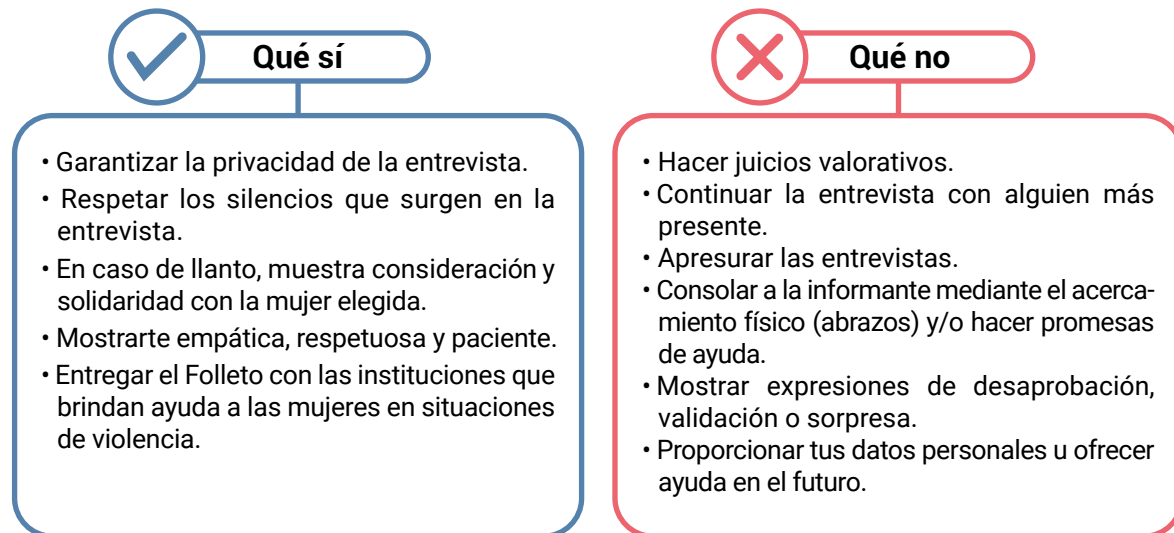 Qué sí
• Garantizar la privacidad de la entrevista.
• Respetar los silencios que surgen en la
entrevista.
• En caso de llanto, muestra consideración y
solidaridad con la mujer elegida.
• Mostrarte empática, respetuosa y paciente.
• Entregar el Folleto con las instituciones que
brindan ayuda a las mujeres en situaciones
de violencia.
Qué no
• Hacer juicios valorativos.
• Continuar la entrevista con alguien más
presente.
• Apresurar las entrevistas.
• Consolar a la informante mediante el acerca-
miento físico (abrazos) y/o hacer promesas
de ayuda.
• Mostrar expresiones de desaprobación,
validación o sorpresa.
• Proporcionar tus datos personales u ofrecer
ayuda en el futuro.